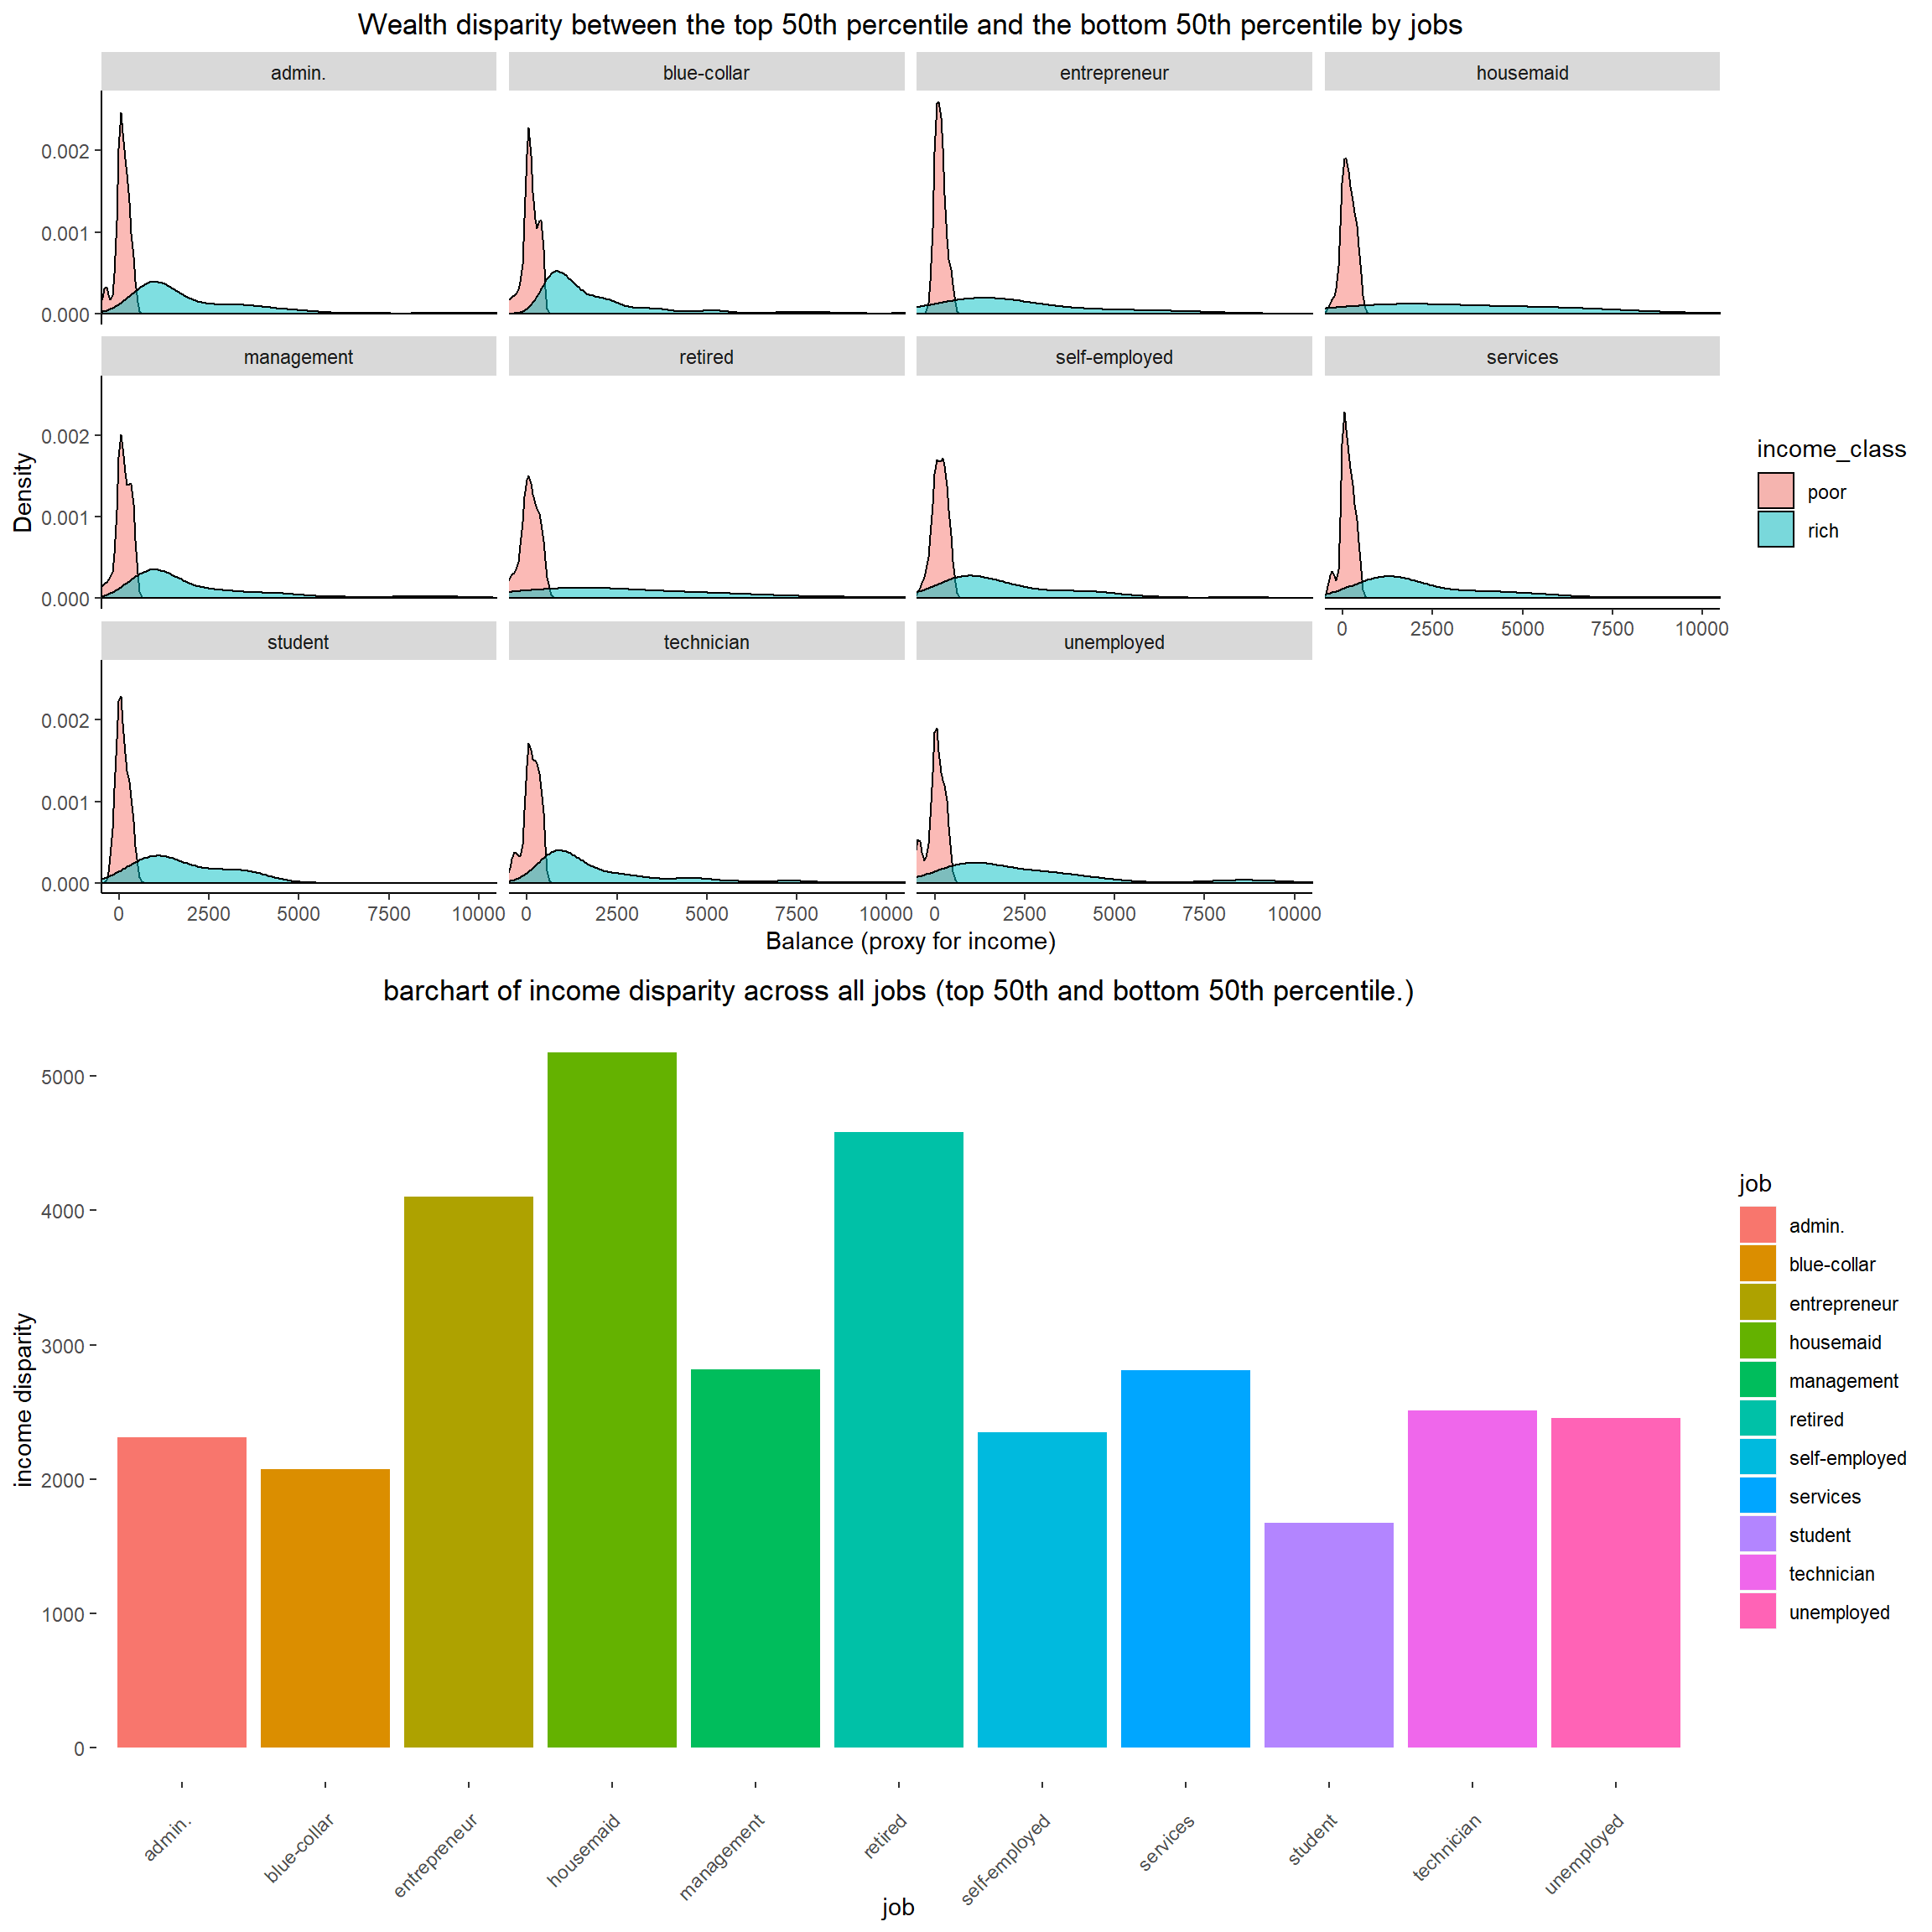 Wealth disparity between the top 50th percentile and the bottom 50th percentile by jobs
admin. blue-collar entrepreneur housemaid
0.002
0.001
0.000
management retired self-employed services
0.002
0.001
0.000
0 2500 5000 7500 10000
student technician unemployed
0.002
0.001
0.000
0 2500 5000 7500 10000 0 2500 5000 7500 10000 0 2500 5000 7500 10000
Density
Balance (proxy for income)
income_class
poor
rich
barchart of income disparity across all jobs (top 50th and bottom 50th percentile.)
5000
4000
3000
2000
1000
0
income disparity
admin. blue-collar entrepreneur housemaid management retired self-employed services student technician unemployed
job
job
admin.
blue-collar
entrepreneur
housemaid
management
retired
self-employed
services
student
technician
unemployed